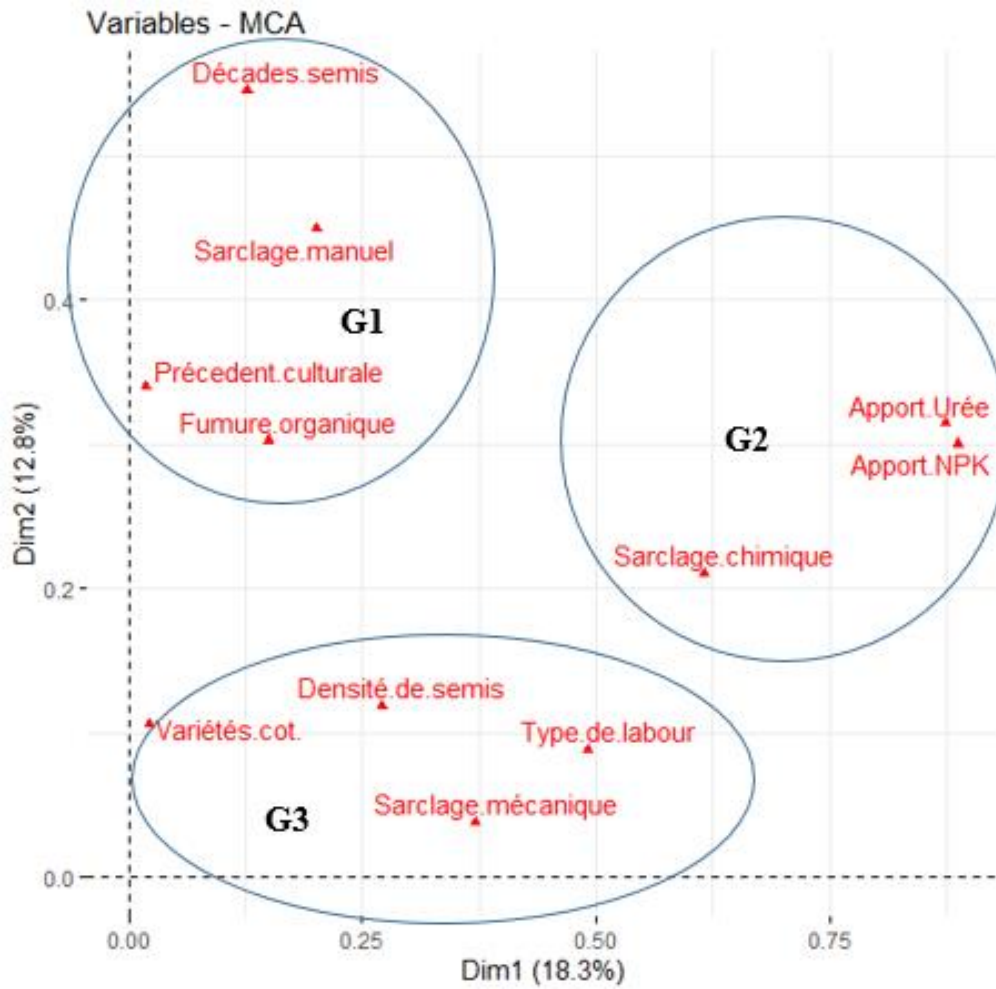 Variables - MCA
Décades.semis
Sarclage.manuel
G1
Précedent.culturale
Fumure.organique
Apport.Urée
G2
Apport.NPK
Sarclage.chimique
Densité.de.semis
Variétés.cot.
Type.de.labour
Sarclage.mécanique
G3
Dim2 (12.8%)
0.4
0.2
0.0
0.00 0.25 0.50 0.75
Dim1 (18.3%)